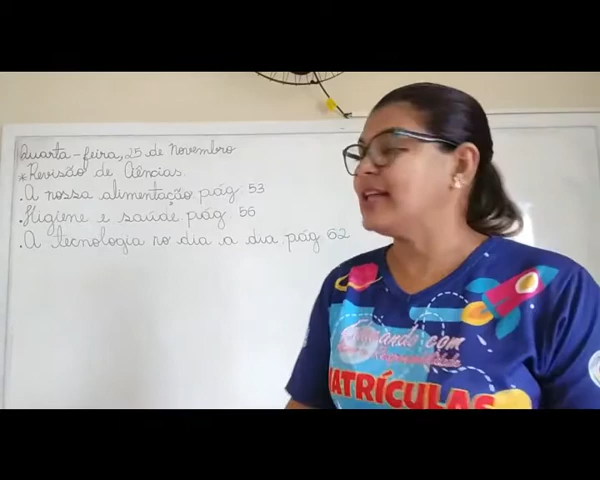 Quarta-feira, 25 de Novembro
*Revisão de Ciências.
.A nossa alimentação pág 53
.Higiene e saúde pág 56
.A tecnologia no dia a dia. pág 62
com
MATRÍCULAS